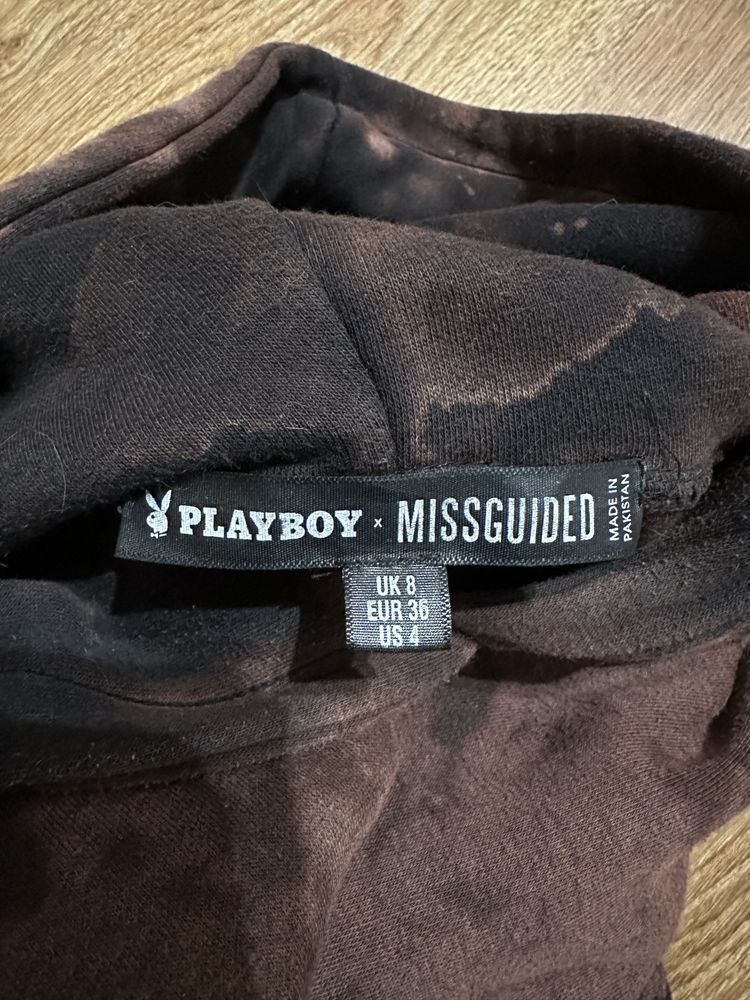 PLAYBOY x MISSGUIDED
MADE IN
PAKISTAN
UK 8
EUR 36
US 4